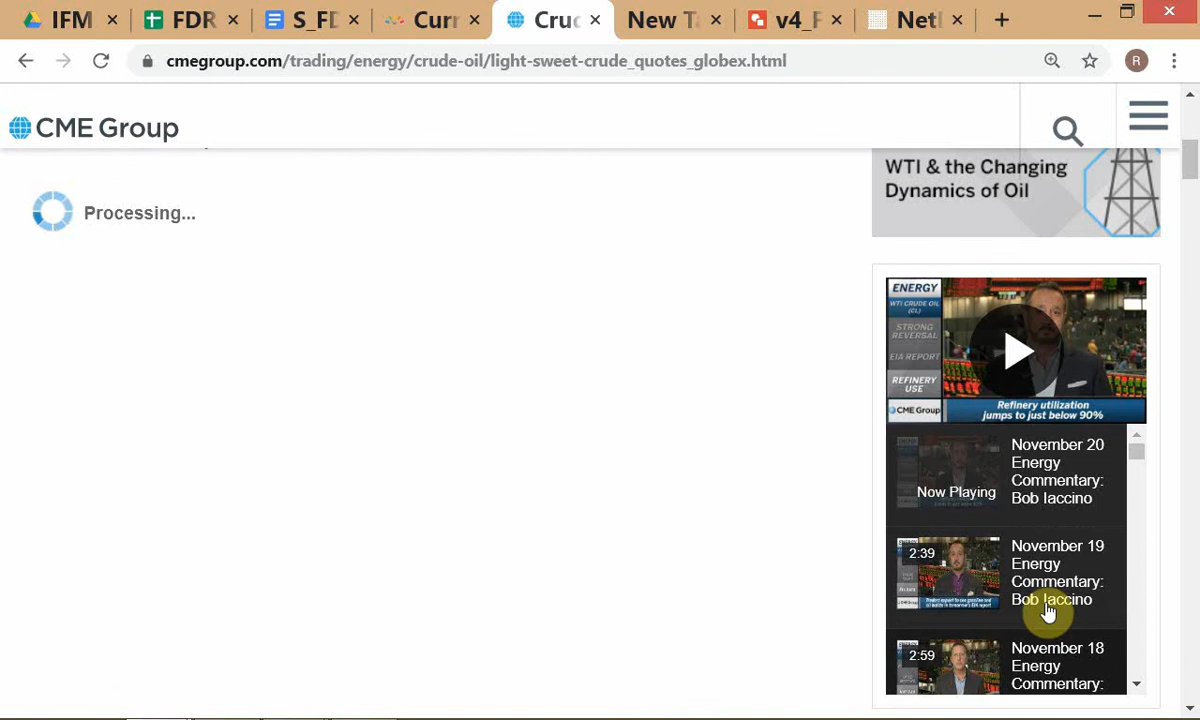 IFM
FDR
S_FD
Curr
Cruc
New T
v4_F
Netl
cmegroup.com/trading/energy/crude-oil/light-sweet-crude_quotes_globex.html
R
CME Group
Processing...
WTI & the Changing
Dynamics of Oil
ENERGY
WTI CRUDE OIL
(CL)
STRONG
REVERSAL
EIA REPORT
REFINERY
USE
CME Group
Refinery utilization
jumps to just below 90%
Now Playing
November 20
Energy
Commentary:
Bob Iaccino
2:39
November 19
Energy
Commentary:
Bob Iaccino
2:59
November 18
Energy
Commentary: